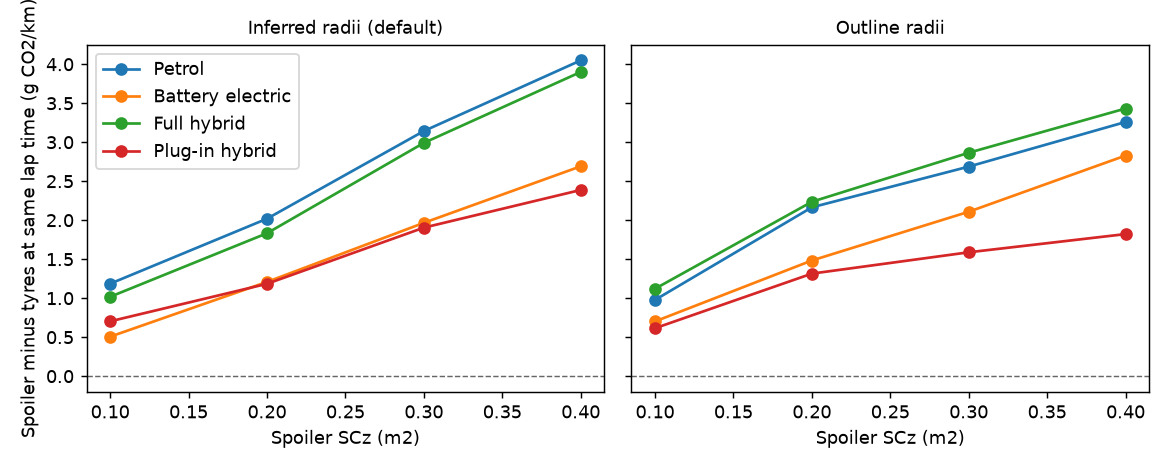 Inferred radii (default)
Outline radii
Spoiler minus tyres at same lap time (g CO2/km)
4.0
3.5
3.0
2.5
2.0
1.5
1.0
0.5
0.0
Petrol
Battery electric
Full hybrid
Plug-in hybrid
0.10 0.15 0.20 0.25 0.30 0.35 0.40
0.10 0.15 0.20 0.25 0.30 0.35 0.40
Spoiler SCz (m2)
Spoiler SCz (m2)